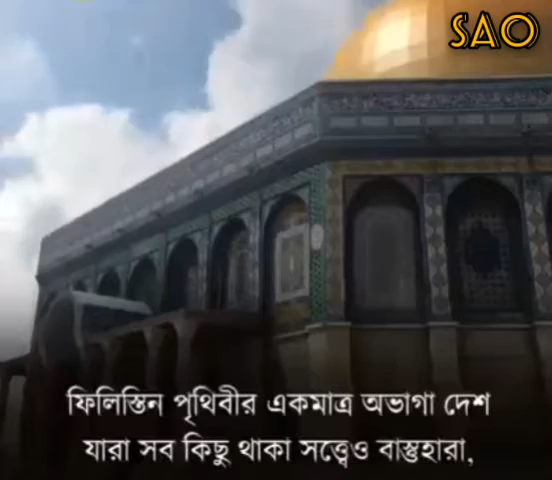 SAO
ফিলিস্তিন পৃথিবীর একমাত্র অভাগা দেশ
যারা সব কিছু থাকা সত্ত্বেও বাস্তুহারা,